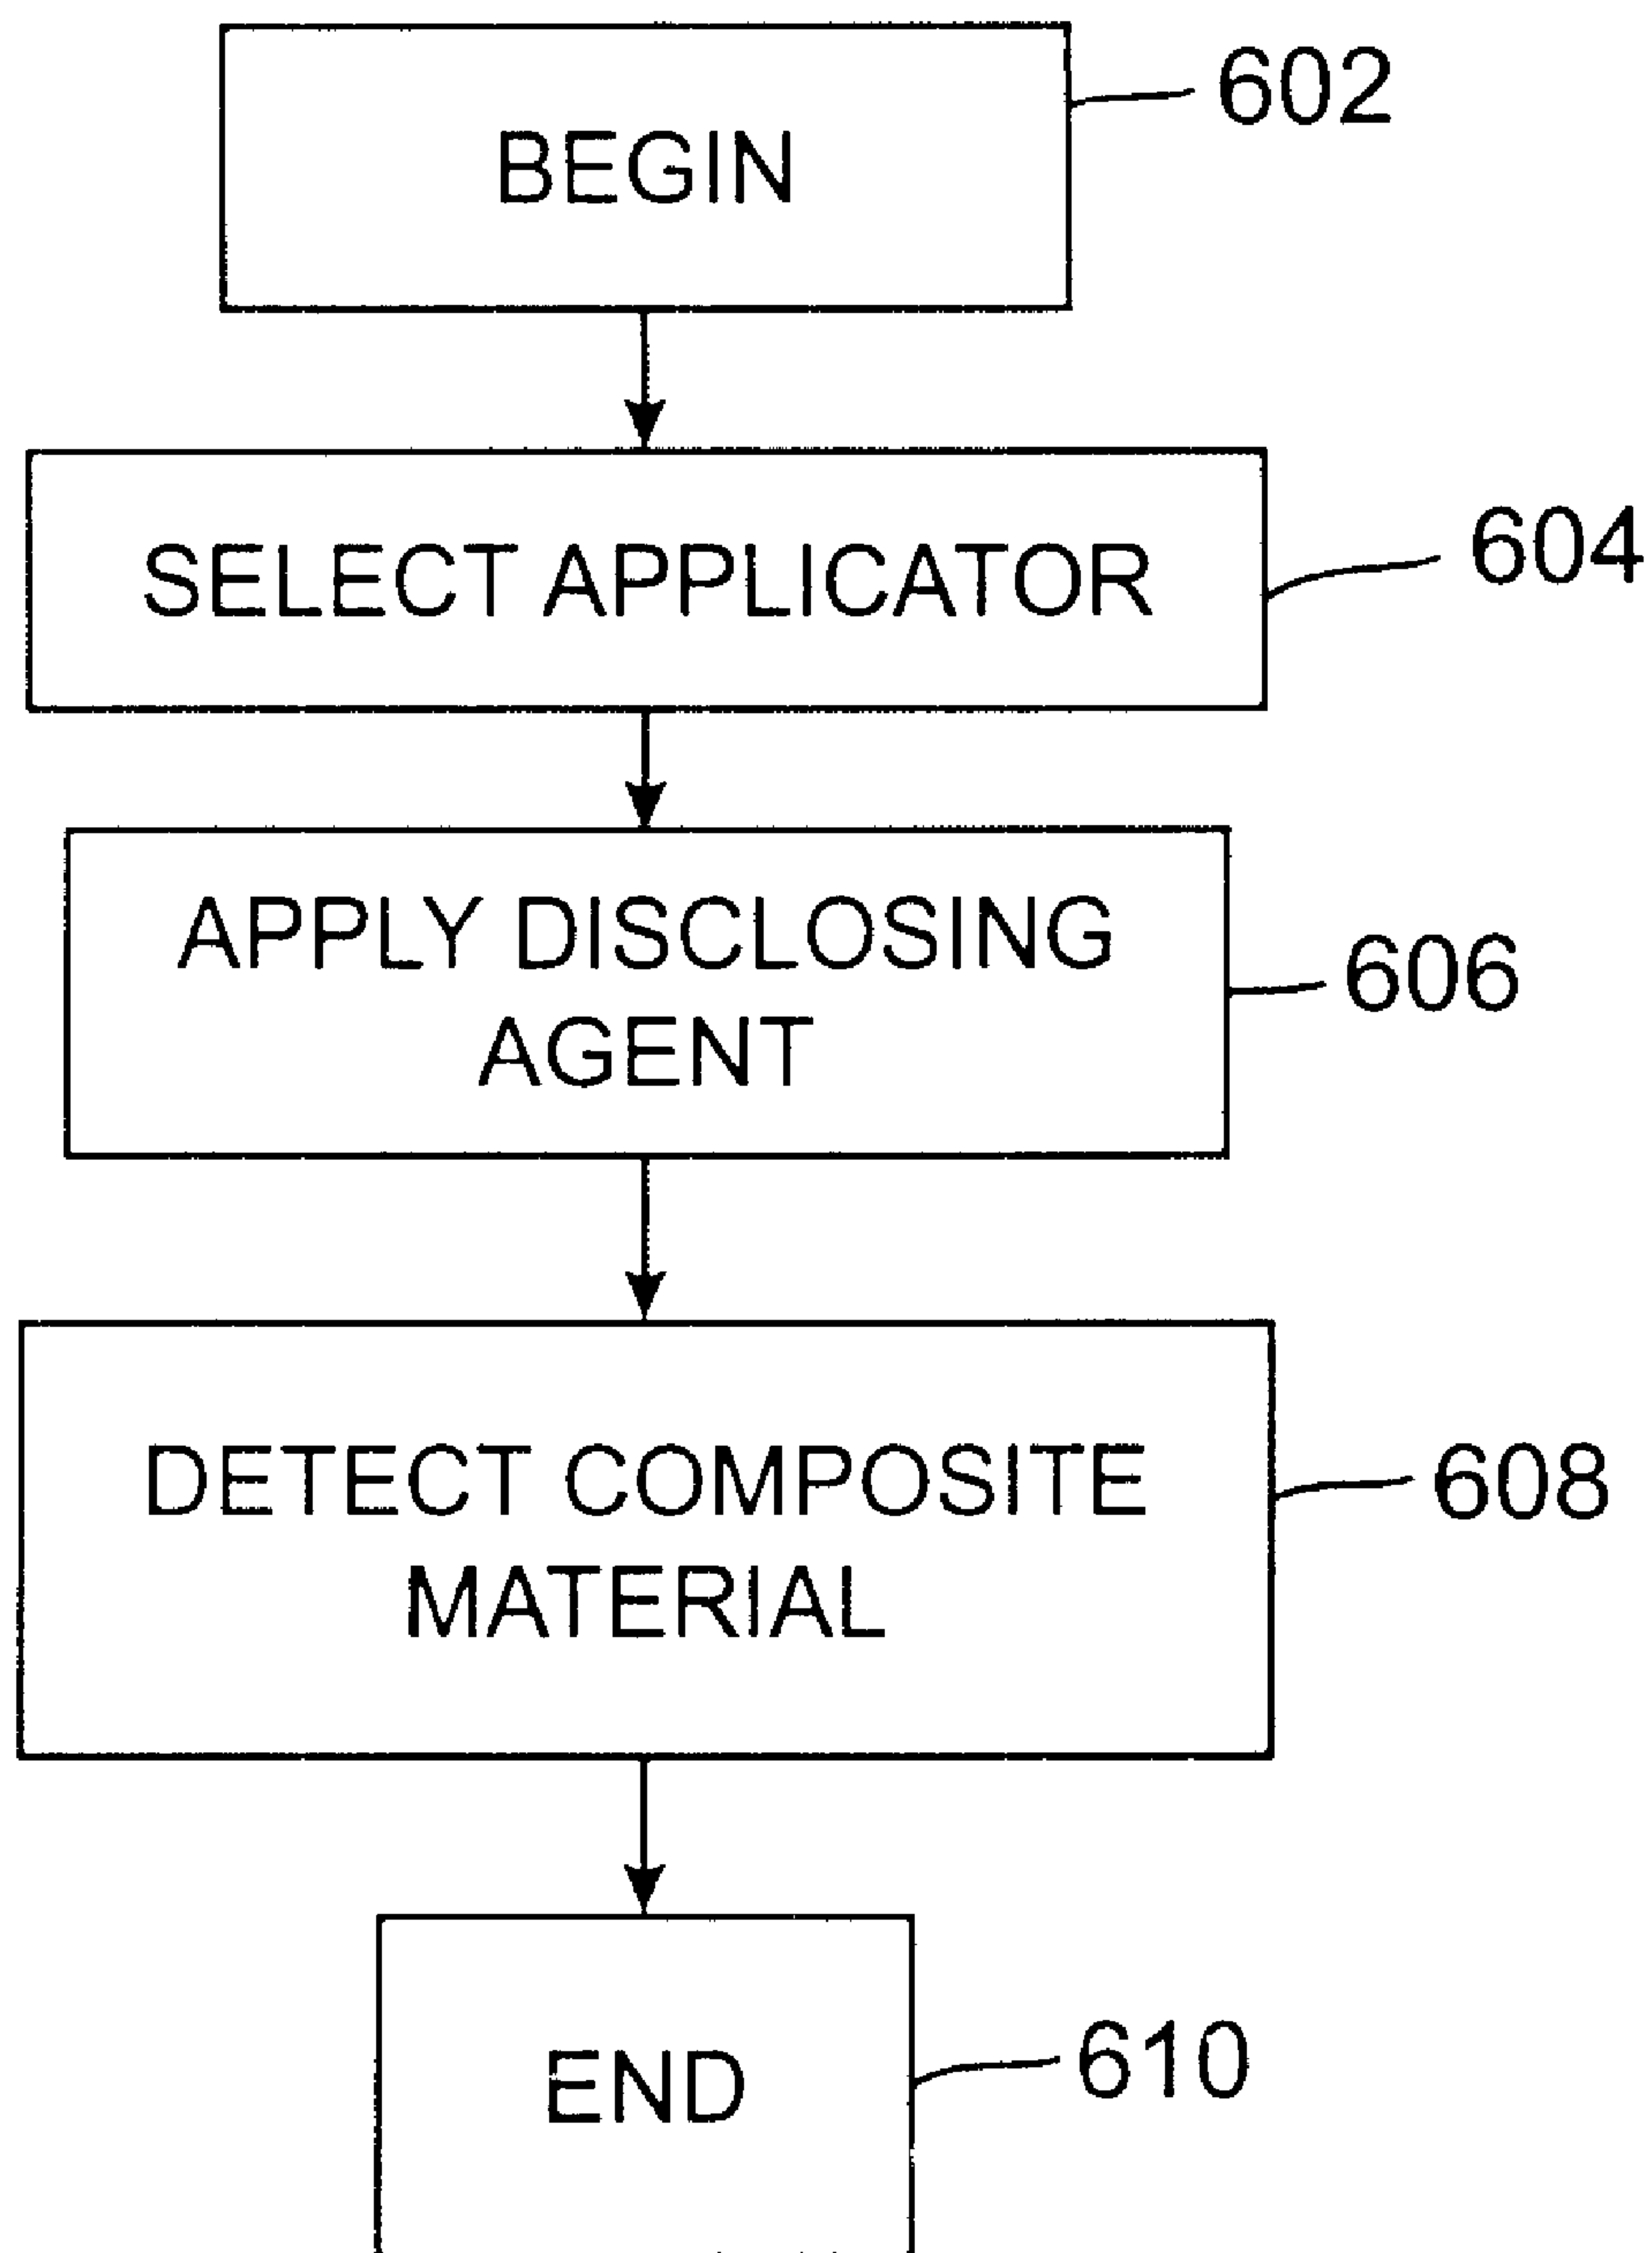 BEGIN
602
SELECT APPLICATOR
604
APPLY DISCLOSING
AGENT
606
DETECT COMPOSITE
MATERIAL
608
END
610